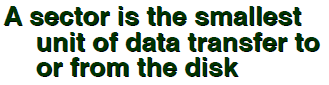 A sector is the smallest
unit of data transfer to
or from the disk